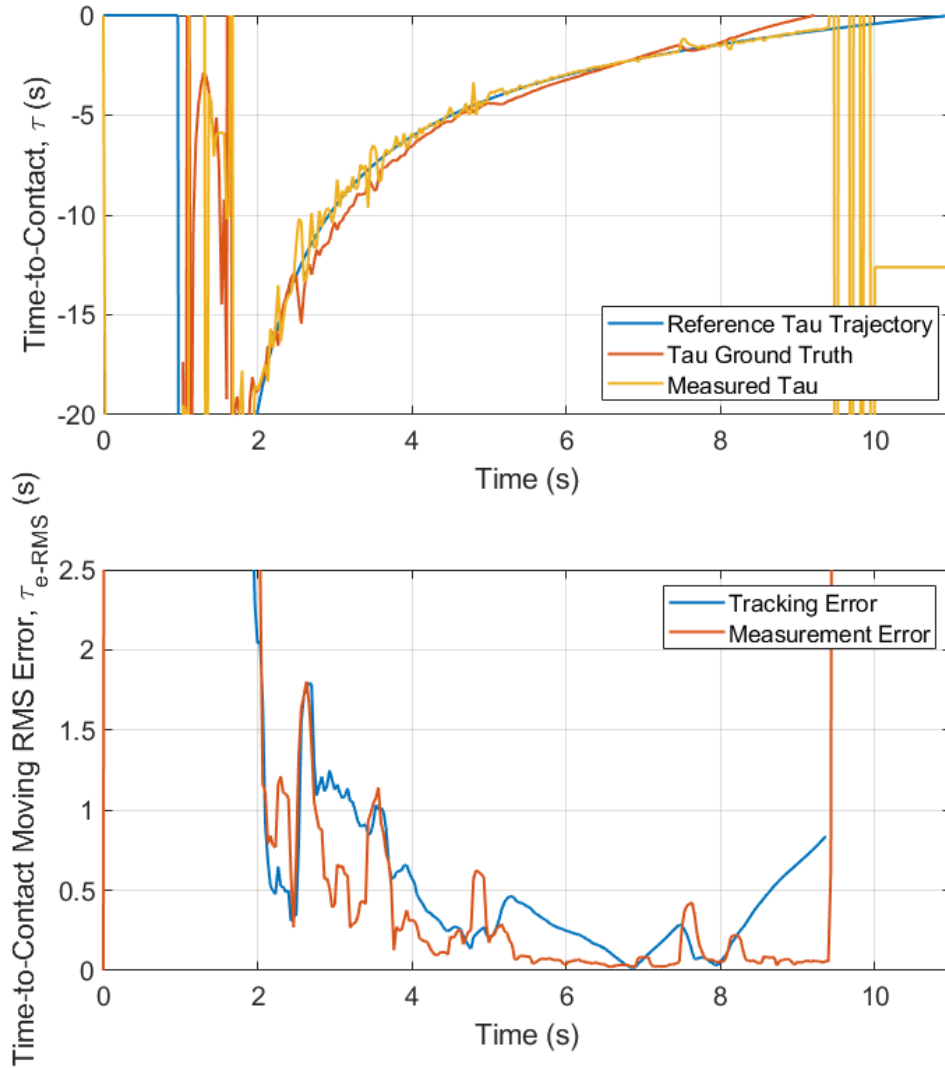 0
-5
-10
-15
-20
Time-to-Contact, τ (s)
Reference Tau Trajectory
Tau Ground Truth
Measured Tau
0 2 4 6 8 10
Time (s)
2.5
2
1.5
1
0.5
0
Time-to-Contact Moving RMS Error, τe-RMS (s)
Tracking Error
Measurement Error
0 2 4 6 8 10
Time (s)